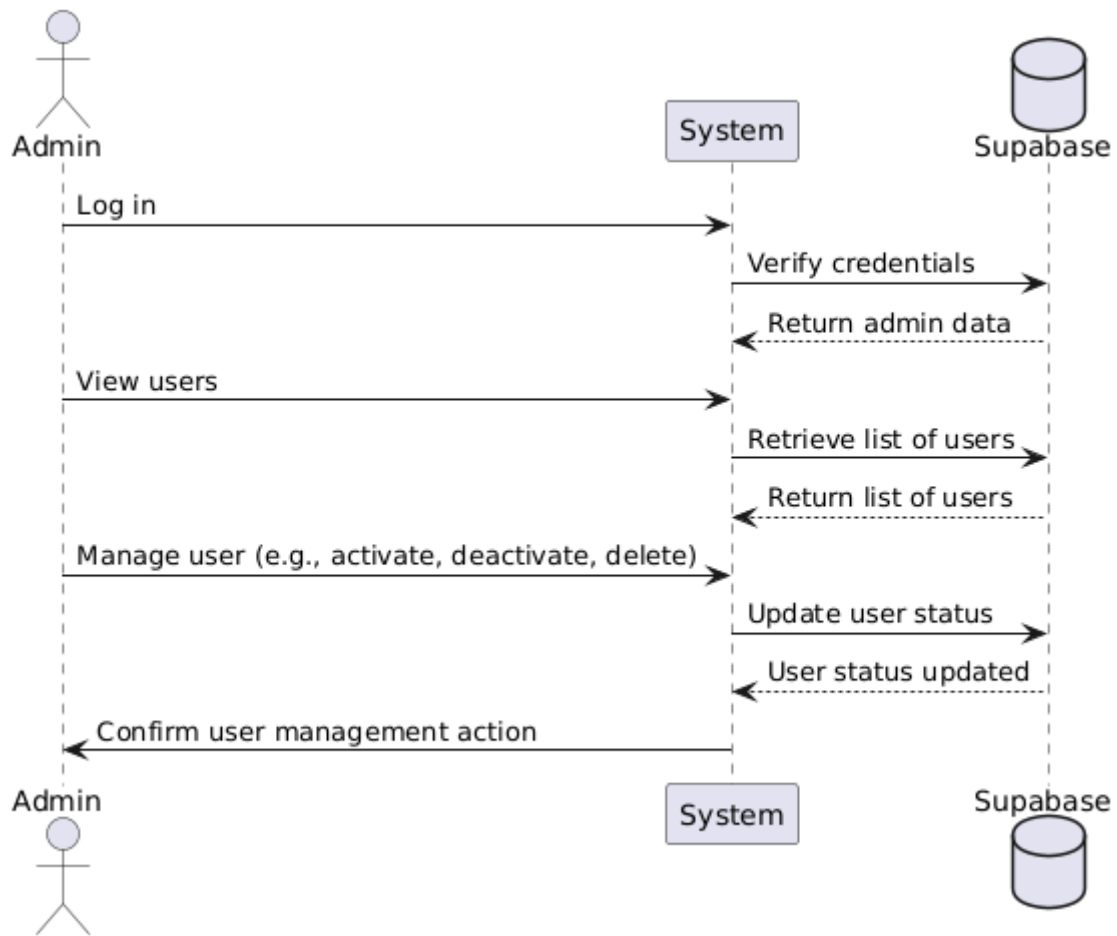 Admin
System
Supabase
Log in
Verify credentials
Return admin data
View users
Retrieve list of users
Return list of users
Manage user (e.g., activate, deactivate, delete)
Update user status
User status updated
Confirm user management action
Admin
System
Supabase